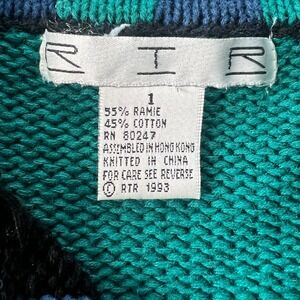 R T R
1
55% RAMIE
45% COTTON
RN 80247
ASSEMBLED IN HONG KONG
KNITTED IN CHINA
FOR CARE SEE REVERSE
© RTR 1993